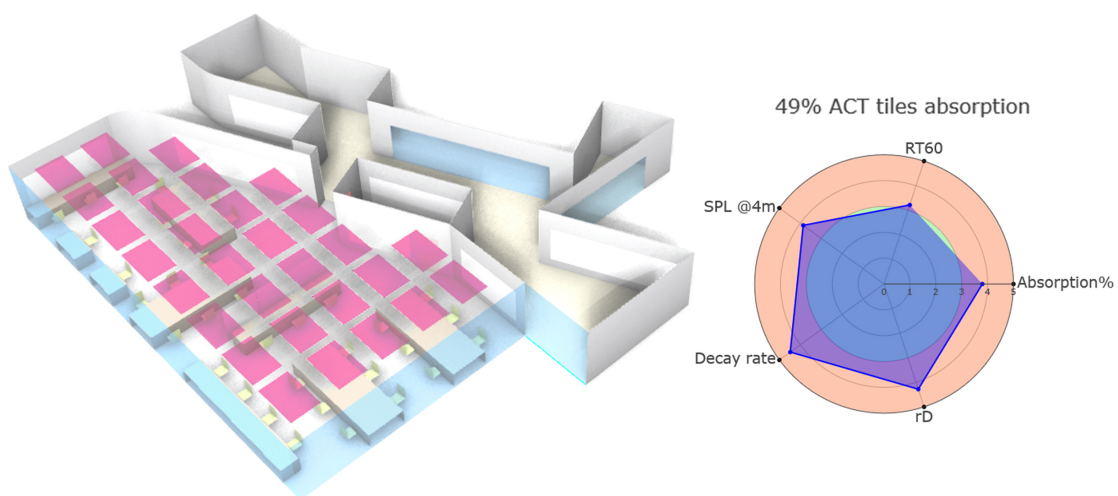 49% ACT tiles absorption
RT60
SPL @4m
0 1 2 3 4 5
Absorption%
Decay rate
rD